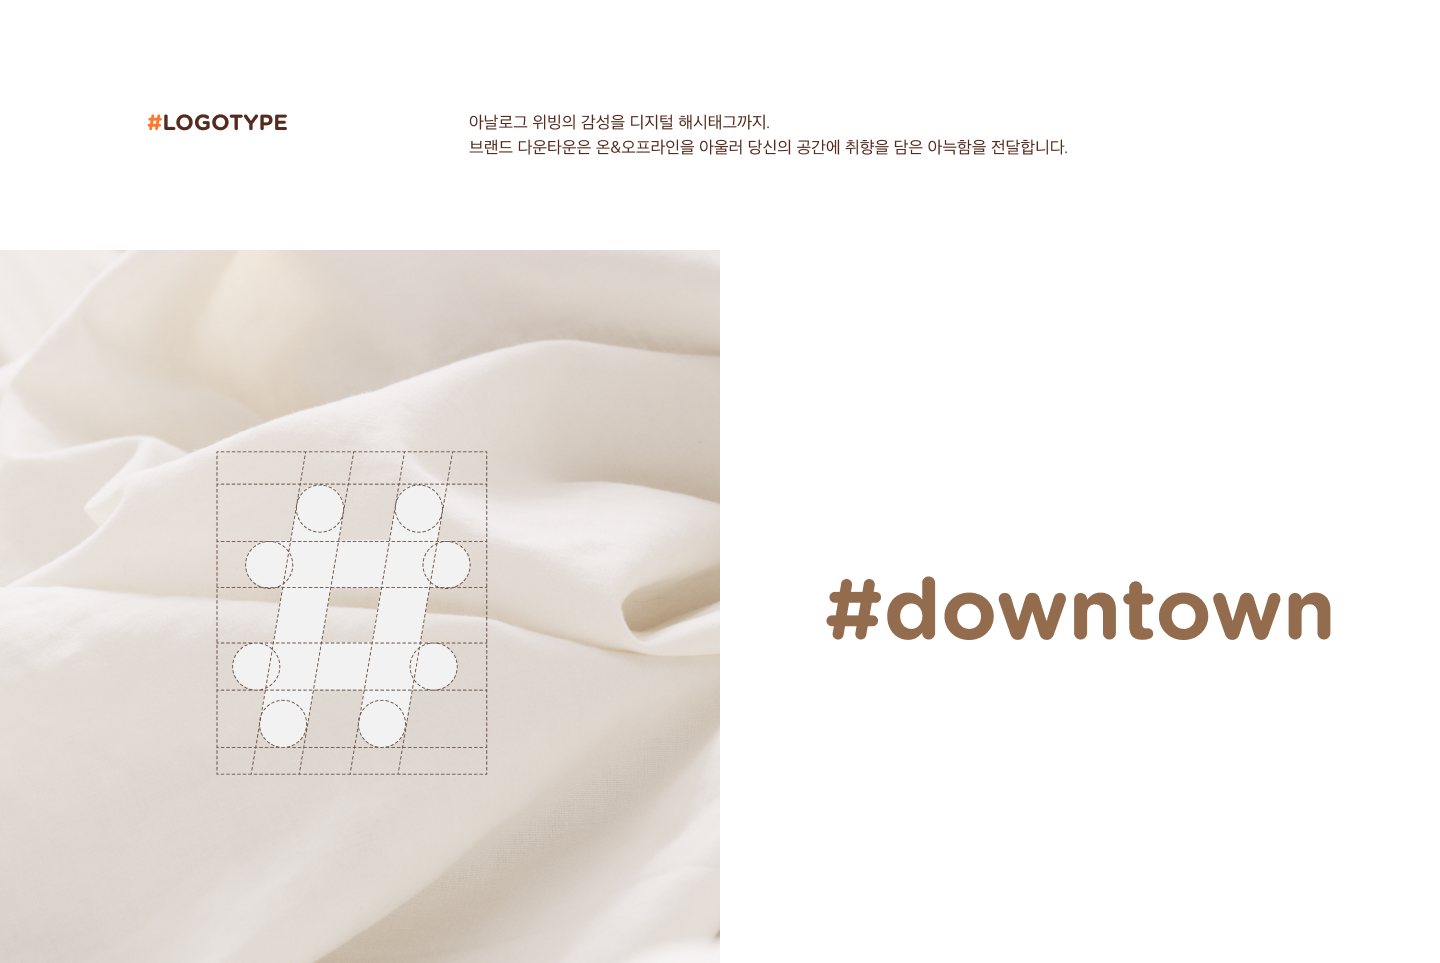 #LOGOTYPE
아날로그 위빙의 감성을 디지털 해시태그까지.
브랜드 다운타운은 온&오프라인을 아울러 당신의 공간에 취향을 담은 아늑함을 전달합니다.
#
#downtown